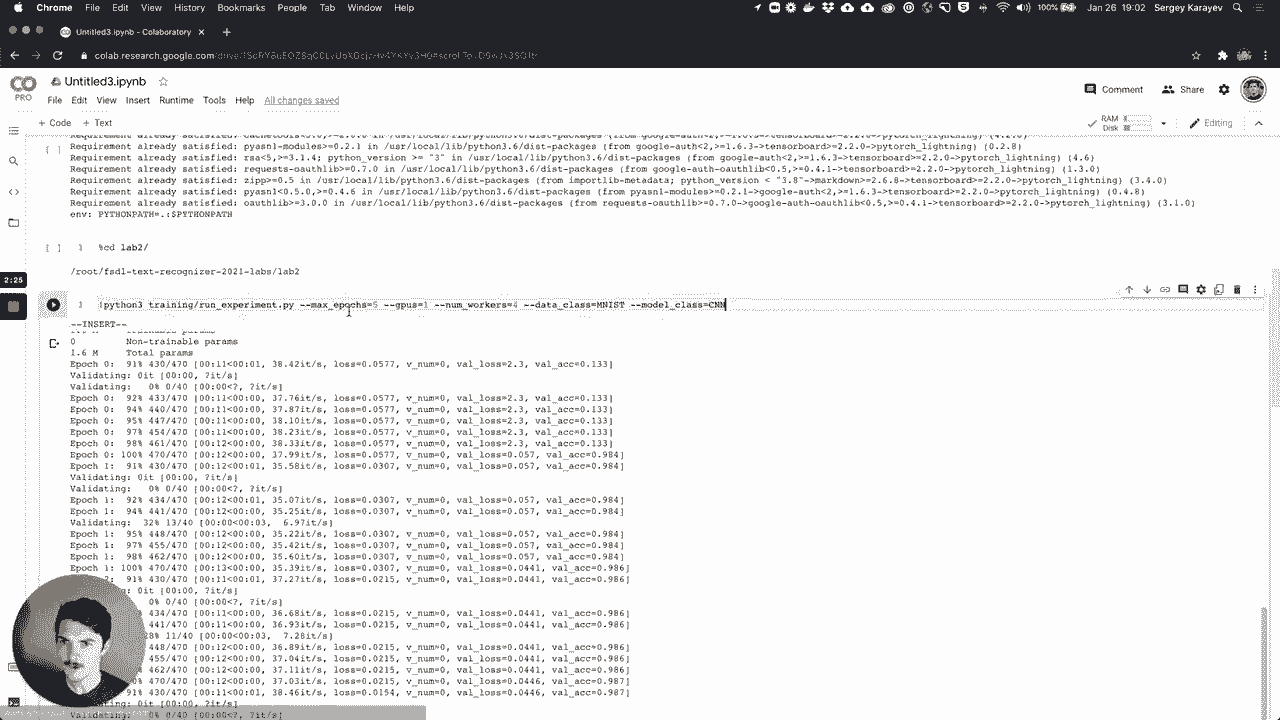 Chrome File Edit View History Bookmarks People Tab Window Help 100% Jan 26 19:02 Sergey Karayev
Untitled3.ipynb - Colaboratory
colab.research.google.com
CO PRO Untitled3.ipynb
File Edit View Insert Runtime Tools Help All changes saved
Comment Share
+ Code + Text
RAM Disk Editing
Requirement already satisfied: pyasn1-modules>=0.2.1 in /usr/local/lib/python3.6/dist-packages (from google-auth<2,>=1.6.3->tensorboard>=2.2.0->pytorch_lightning) (0.2.8)
Requirement already satisfied: rsa<5,>=3.1.4; python_version >= "3" in /usr/local/lib/python3.6/dist-packages (from google-auth<2,>=1.6.3->tensorboard>=2.2.0->pytorch_lightning) (4.6)
Requirement already satisfied: requests-oauthlib>=0.7.0 in /usr/local/lib/python3.6/dist-packages (from google-auth-oauthlib<0.5,>=0.4.1->tensorboard>=2.2.0->pytorch_lightning) (1.3.0)
Requirement already satisfied: zipp>=0.5 in /usr/local/lib/python3.6/dist-packages (from importlib-metadata; python_version < "3.8"->markdown>=2.6.8->tensorboard>=2.2.0->pytorch_lightning) (3.4.0)
Requirement already satisfied: pyasn1<0.5.0,>=0.4.6 in /usr/local/lib/python3.6/dist-packages (from pyasn1-modules>=0.2.1->google-auth<2,>=1.6.3->tensorboard>=2.2.0->pytorch_lightning) (0.4.8)
Requirement already satisfied: oauthlib>=3.0.0 in /usr/local/lib/python3.6/dist-packages (from requests-oauthlib>=0.7.0->google-auth-oauthlib<0.5,>=0.4.1->tensorboard>=2.2.0->pytorch_lightning) (3.1.0)
env: PYTHONPATH=.:$PYTHONPATH
[ ] 1 %cd lab2/
/root/fsdl-text-recognizer-2021-labs/lab2
2:25
1 !python3 training/run_experiment.py --max_epochs=5 --gpus=1 --num_workers=4 --data_class=MNIST --model_class=CNN
--INSERT--
0 Non-trainable params
1.6 M Total params
Epoch 0: 91% 430/470 [00:11<00:01, 38.42it/s, loss=0.0577, v_num=0, val_loss=2.3, val_acc=0.133]
Validating: 0it [00:00, ?it/s]
Validating: 0% 0/40 [00:00<?, ?it/s]
Epoch 0: 92% 433/470 [00:11<00:00, 37.76it/s, loss=0.0577, v_num=0, val_loss=2.3, val_acc=0.133]
Epoch 0: 94% 440/470 [00:11<00:00, 37.87it/s, loss=0.0577, v_num=0, val_loss=2.3, val_acc=0.133]
Epoch 0: 95% 447/470 [00:11<00:00, 38.10it/s, loss=0.0577, v_num=0, val_loss=2.3, val_acc=0.133]
Epoch 0: 97% 454/470 [00:11<00:00, 38.23it/s, loss=0.0577, v_num=0, val_loss=2.3, val_acc=0.133]
Epoch 0: 98% 461/470 [00:12<00:00, 38.33it/s, loss=0.0577, v_num=0, val_loss=2.3, val_acc=0.133]
Epoch 0: 100% 470/470 [00:12<00:00, 37.99it/s, loss=0.0577, v_num=0, val_loss=0.057, val_acc=0.984]
Epoch 1: 91% 430/470 [00:12<00:01, 35.58it/s, loss=0.0307, v_num=0, val_loss=0.057, val_acc=0.984]
Validating: 0it [00:00, ?it/s]
Validating: 0% 0/40 [00:00<?, ?it/s]
Epoch 1: 92% 434/470 [00:12<00:01, 35.07it/s, loss=0.0307, v_num=0, val_loss=0.057, val_acc=0.984]
Epoch 1: 94% 441/470 [00:12<00:00, 35.25it/s, loss=0.0307, v_num=0, val_loss=0.057, val_acc=0.984]
Validating: 32% 13/40 [00:00<00:03, 6.97it/s]
Epoch 1: 95% 448/470 [00:12<00:00, 35.22it/s, loss=0.0307, v_num=0, val_loss=0.057, val_acc=0.984]
Epoch 1: 97% 455/470 [00:12<00:00, 35.42it/s, loss=0.0307, v_num=0, val_loss=0.057, val_acc=0.984]
Epoch 1: 98% 462/470 [00:12<00:00, 35.60it/s, loss=0.0307, v_num=0, val_loss=0.057, val_acc=0.984]
Epoch 1: 100% 470/470 [00:13<00:00, 35.39it/s, loss=0.0307, v_num=0, val_loss=0.0441, val_acc=0.986]
2: 91% 430/470 [00:11<00:01, 37.27it/s, loss=0.0215, v_num=0, val_loss=0.0441, val_acc=0.986]
0it [00:00, ?it/s]
0% 0/40 [00:00<?, ?it/s]
434/470 [00:11<00:00, 36.68it/s, loss=0.0215, v_num=0, val_loss=0.0441, val_acc=0.986]
441/470 [00:11<00:00, 36.93it/s, loss=0.0215, v_num=0, val_loss=0.0441, val_acc=0.986]
28% 11/40 [00:00<00:03, 7.28it/s]
448/470 [00:12<00:00, 36.89it/s, loss=0.0215, v_num=0, val_loss=0.0441, val_acc=0.986]
455/470 [00:12<00:00, 37.04it/s, loss=0.0215, v_num=0, val_loss=0.0441, val_acc=0.986]
462/470 [00:12<00:00, 37.11it/s, loss=0.0215, v_num=0, val_loss=0.0441, val_acc=0.986]
470/470 [00:12<00:00, 37.03it/s, loss=0.0215, v_num=0, val_loss=0.0446, val_acc=0.987]
91% 430/470 [00:11<00:01, 38.46it/s, loss=0.0154, v_num=0, val_loss=0.0446, val_acc=0.987]
0it [00:00, ?it/s]
Validating: 0% 0/40 [00:00<?, ?it/s]